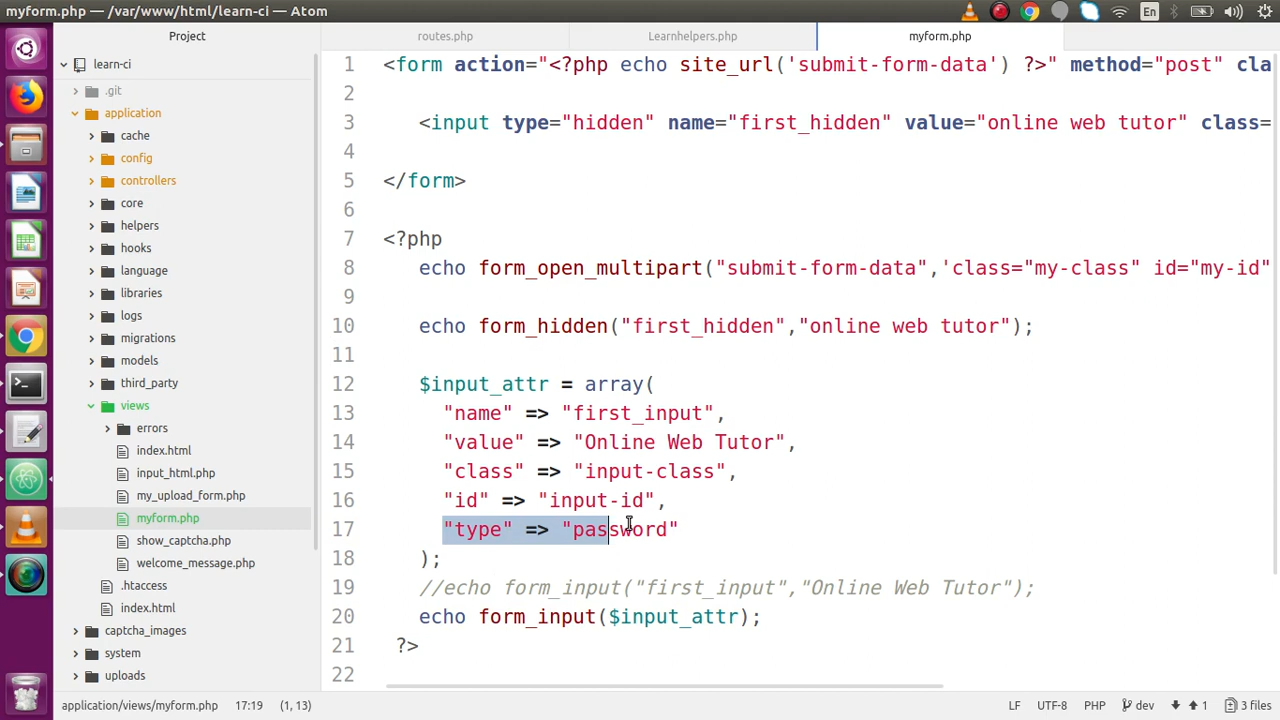 myform.php — /var/www/html/learn-ci — Atom
En
Project
routes.php
Learnhelpers.php
myform.php
learn-ci
.git
application
cache
config
controllers
core
helpers
hooks
language
libraries
logs
migrations
models
third_party
views
errors
index.html
input_html.php
my_upload_form.php
myform.php
show_captcha.php
welcome_message.php
.htaccess
index.html
captcha_images
system
uploads
1 <form action="<?php echo site_url('submit-form-data') ?>" method="post" cla
2
3 <input type="hidden" name="first_hidden" value="online web tutor" class=
4
5 </form>
6
7 <?php
8 echo form_open_multipart("submit-form-data",'class="my-class" id="my-id"
9
10 echo form_hidden("first_hidden","online web tutor");
11
12 $input_attr = array(
13 "name" => "first_input",
14 "value" => "Online Web Tutor",
15 "class" => "input-class",
16 "id" => "input-id",
17 "type" => "password"
18 );
19 //echo form_input("first_input","Online Web Tutor");
20 echo form_input($input_attr);
21 ?>
22
application/views/myform.php 17:19 (1, 13)
LF UTF-8 PHP dev 1 3 files